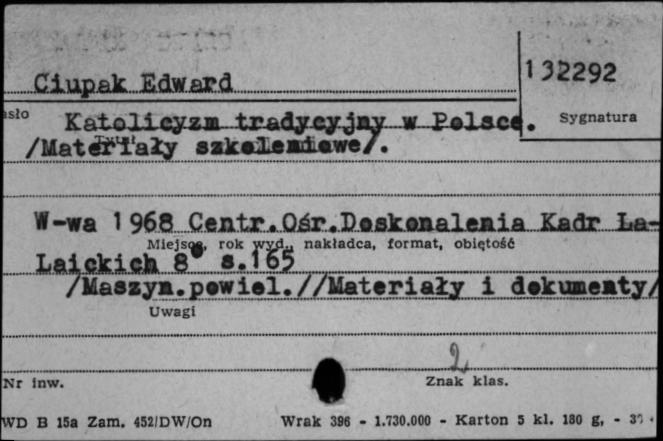 Ciupak Edward
132292
Sygnatura
Katolicyzm tradycyjny w Polsce.
/Materiały szkoleniowe/.
W-wa 1968 Centr.Ośr.Doskonalenia Kadr La-
Miejsce, rok wyd., nakładca, format, obiętość
Laickich 8° s.165
/Maszyn.powiel.//Materiały i dokumenty/
Uwagi
2
Nr inw.
Znak klas.
WD B 15a Zam. 452/DW/On Wrak 396 - 1.730.000 - Karton 5 kl. 180 g. -